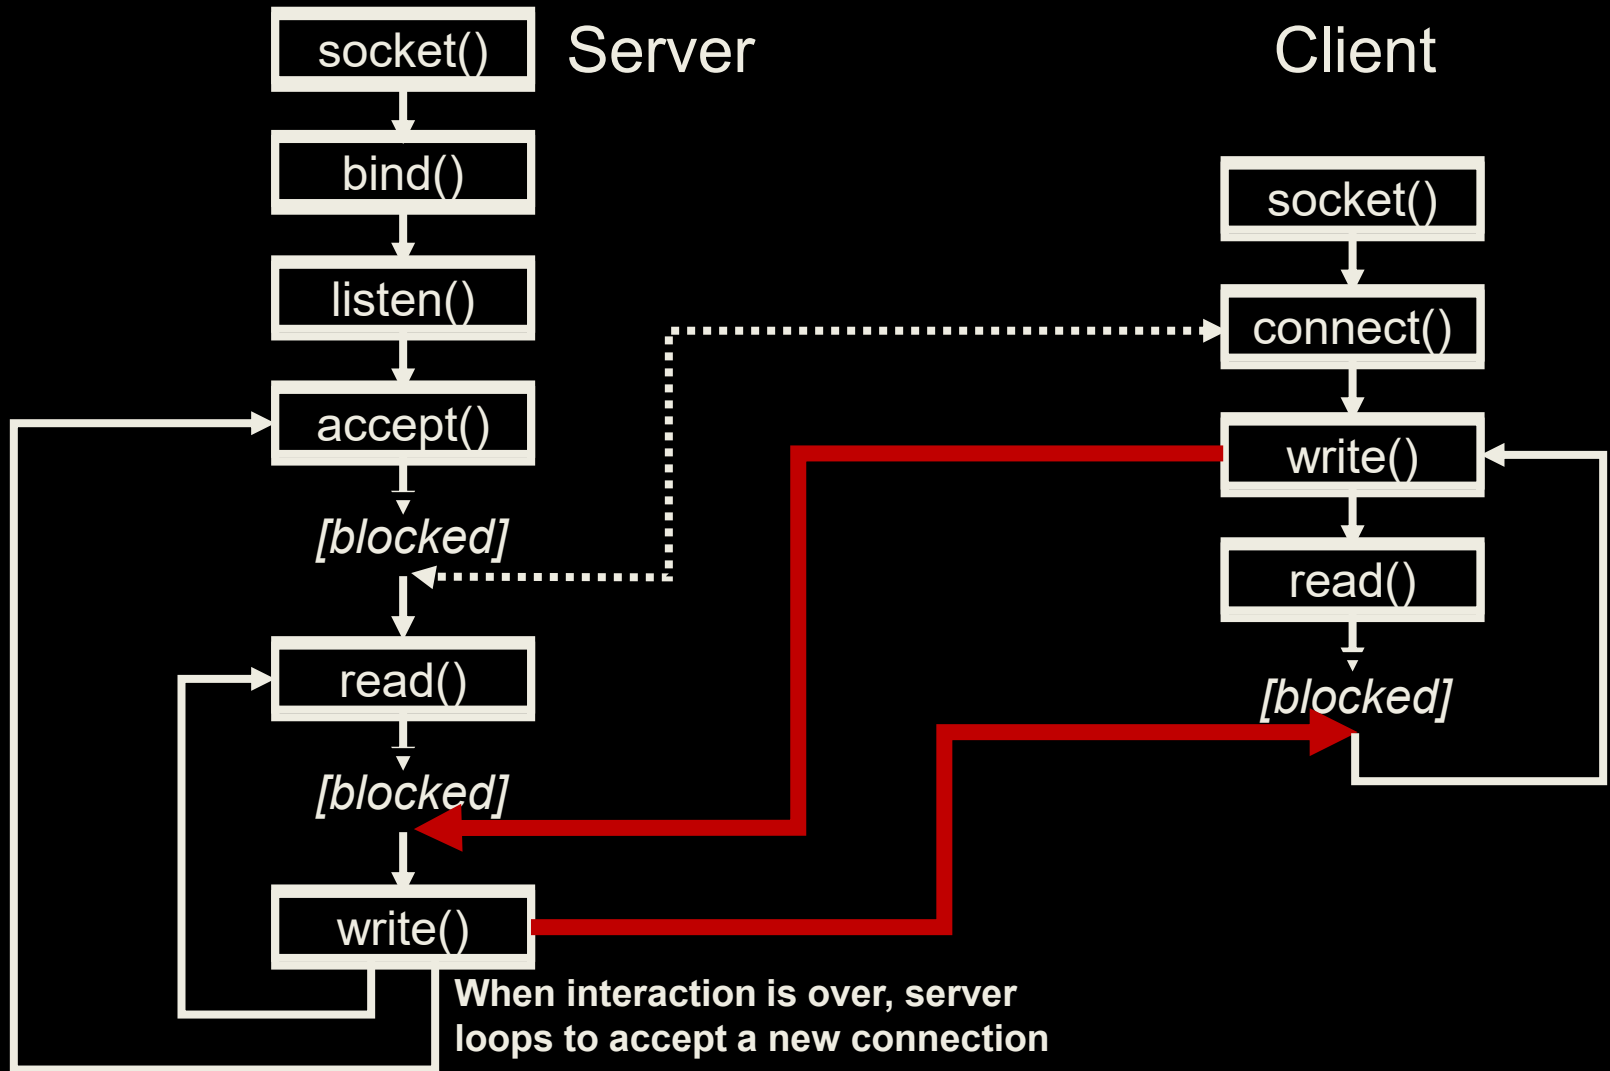 Server
socket()
bind()
listen()
accept()
[blocked]
read()
[blocked]
write()
When interaction is over, server
loops to accept a new connection
Client
socket()
connect()
write()
read()
[blocked]